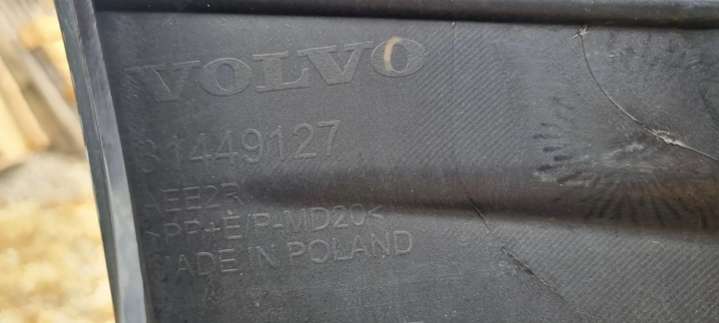 VOLVO
31449127
>PP+E/P-MD20<
MADE IN POLAND